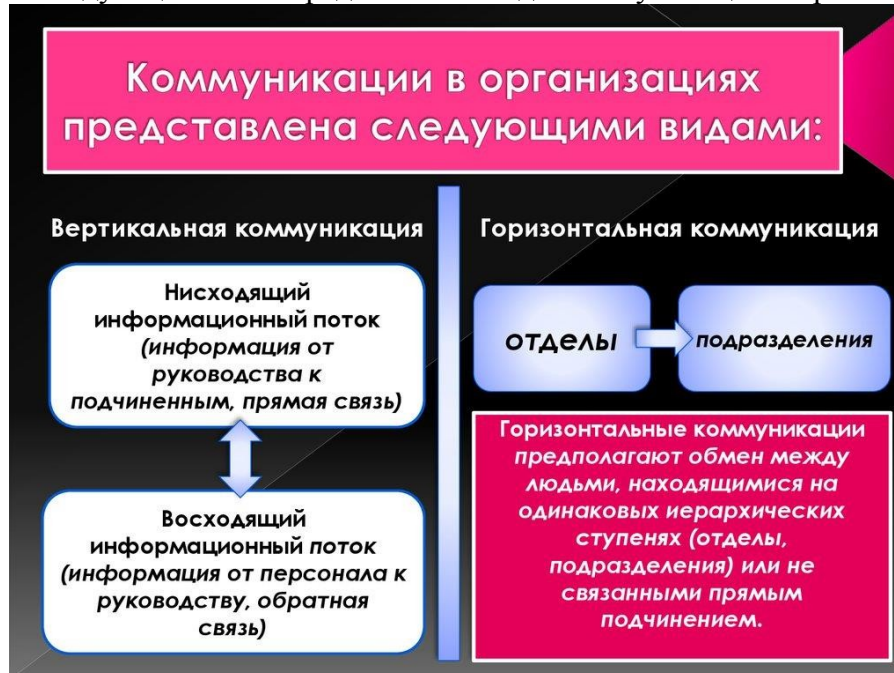 Коммуникации в организациях
представлена следующими видами:
Вертикальная коммуникация
Нисходящий
информационный поток
(информация от
руководства к
подчиненным, прямая связь)
Восходящий
информационный поток
(информация от персонала к
руководству, обратная
связь)
Горизонтальная коммуникация
отделы
подразделения
Горизонтальные коммуникации
предполагают обмен между
людьми, находящимися на
одинаковых иерархических
ступенях (отделы,
подразделения) или не
связанными прямым
подчинением.